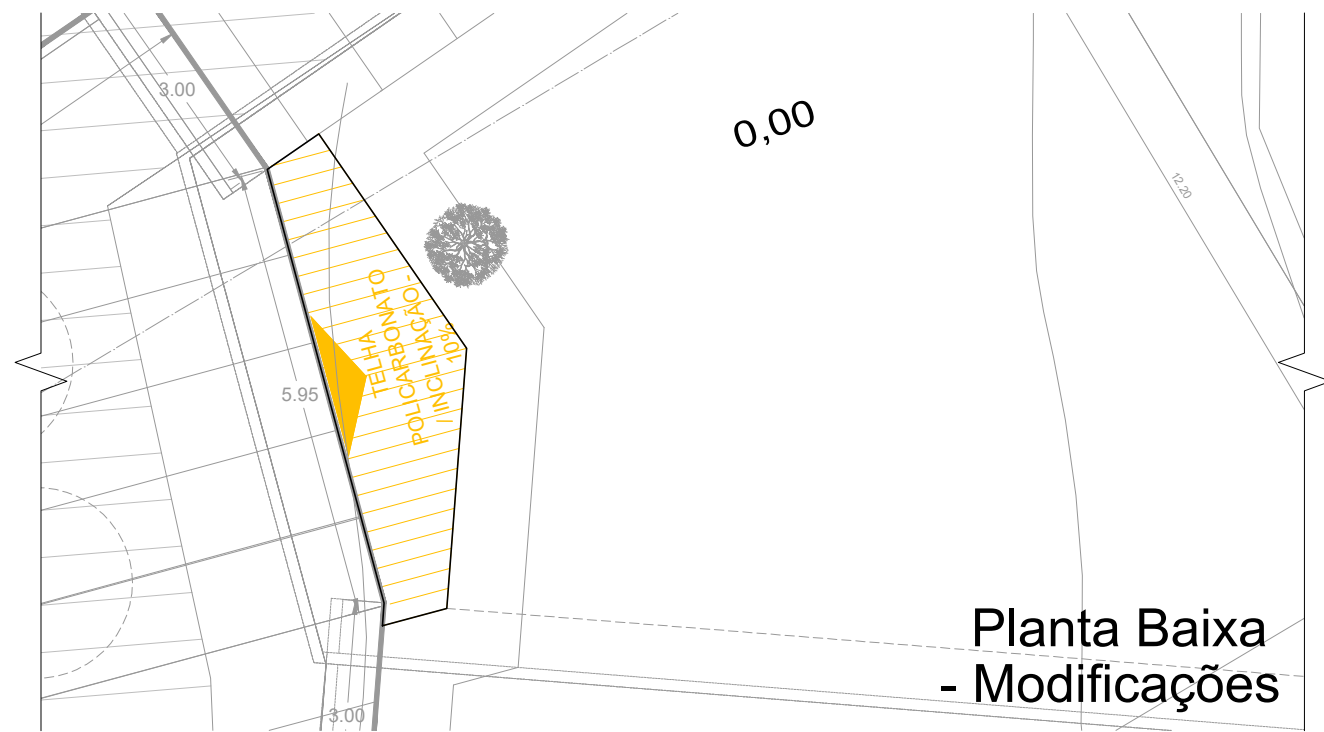 3.00
0,00
12.20
TELHA
POLICARBONATO
/ INCLINAÇÃO -
10%
5.95
Planta Baixa
- Modificações
3.00